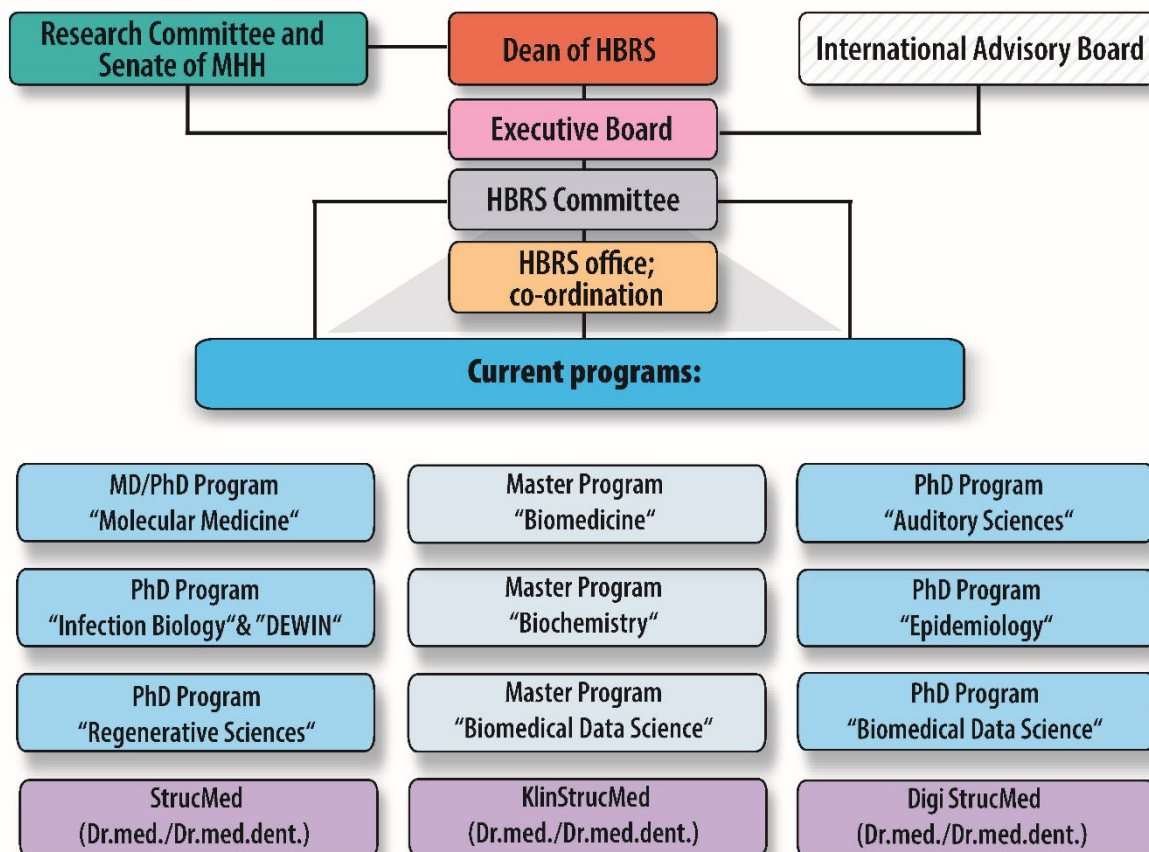 Research Committee and
Senate of MHH
Dean of HBRS
International Advisory Board
Executive Board
HBRS Committee
HBRS office;
co-ordination
Current programs:
MD/PhD Program
“Molecular Medicine“
Master Program
“Biomedicine“
PhD Program
“Auditory Sciences“
PhD Program
“Infection Biology“& ”DEWIN“
Master Program
“Biochemistry“
PhD Program
“Epidemiology“
PhD Program
“Regenerative Sciences“
Master Program
“Biomedical Data Science“
PhD Program
“Biomedical Data Science“
StrucMed
(Dr.med./Dr.med.dent.)
KlinStrucMed
(Dr.med./Dr.med.dent.)
Digi StrucMed
(Dr.med./Dr.med.dent.)